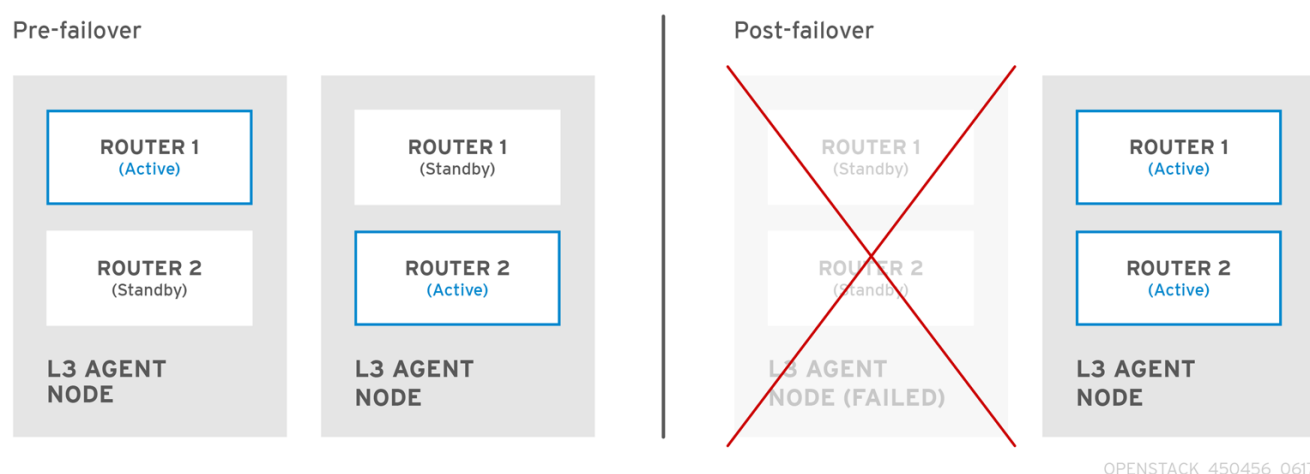 Pre-failover
ROUTER 1
(Active)
ROUTER 2
(Standby)
L3 AGENT
NODE
ROUTER 1
(Standby)
ROUTER 2
(Active)
L3 AGENT
NODE
Post-failover
ROUTER 1
(Standby)
ROUTER 2
(Standby)
L3 AGENT
NODE (FAILED)
ROUTER 1
(Active)
ROUTER 2
(Active)
L3 AGENT
NODE
OPENSTACK_450456_0617